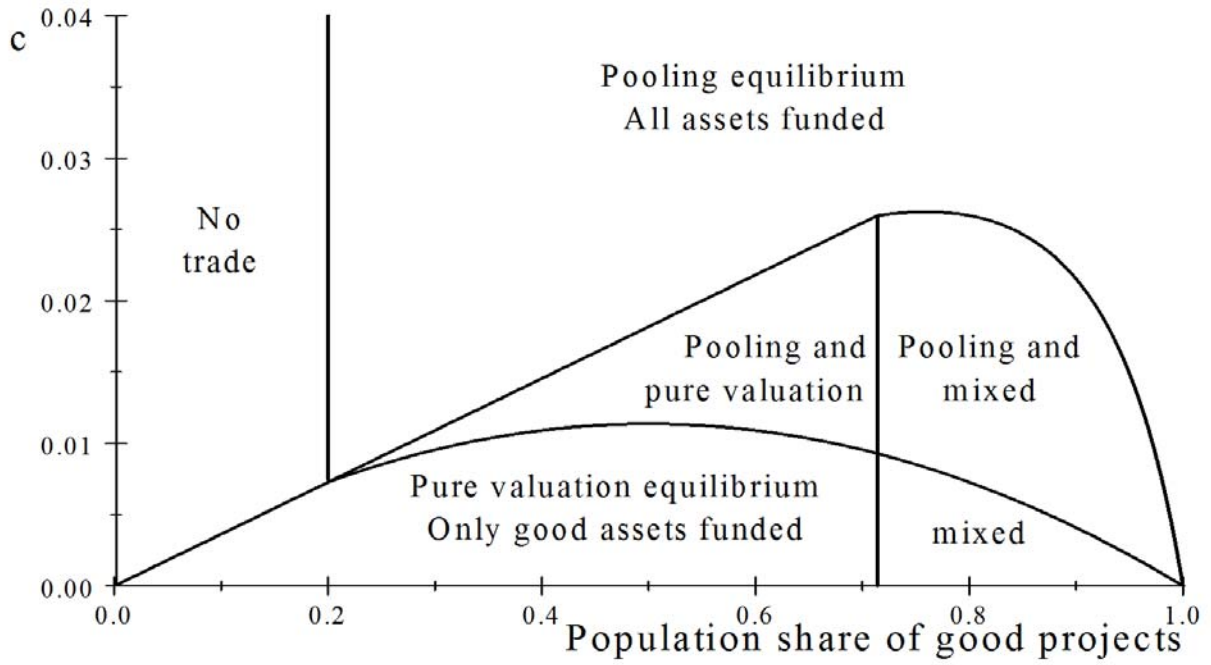 0.04
c
Pooling equilibrium
All assets funded
0.03
No
trade
0.02
Pooling and
pure valuation
Pooling and
mixed
0.01
Pure valuation equilibrium
Only good assets funded
mixed
0.00
0.0
0.2
0.4
0.6
0.8
1.0
Population share of good projects